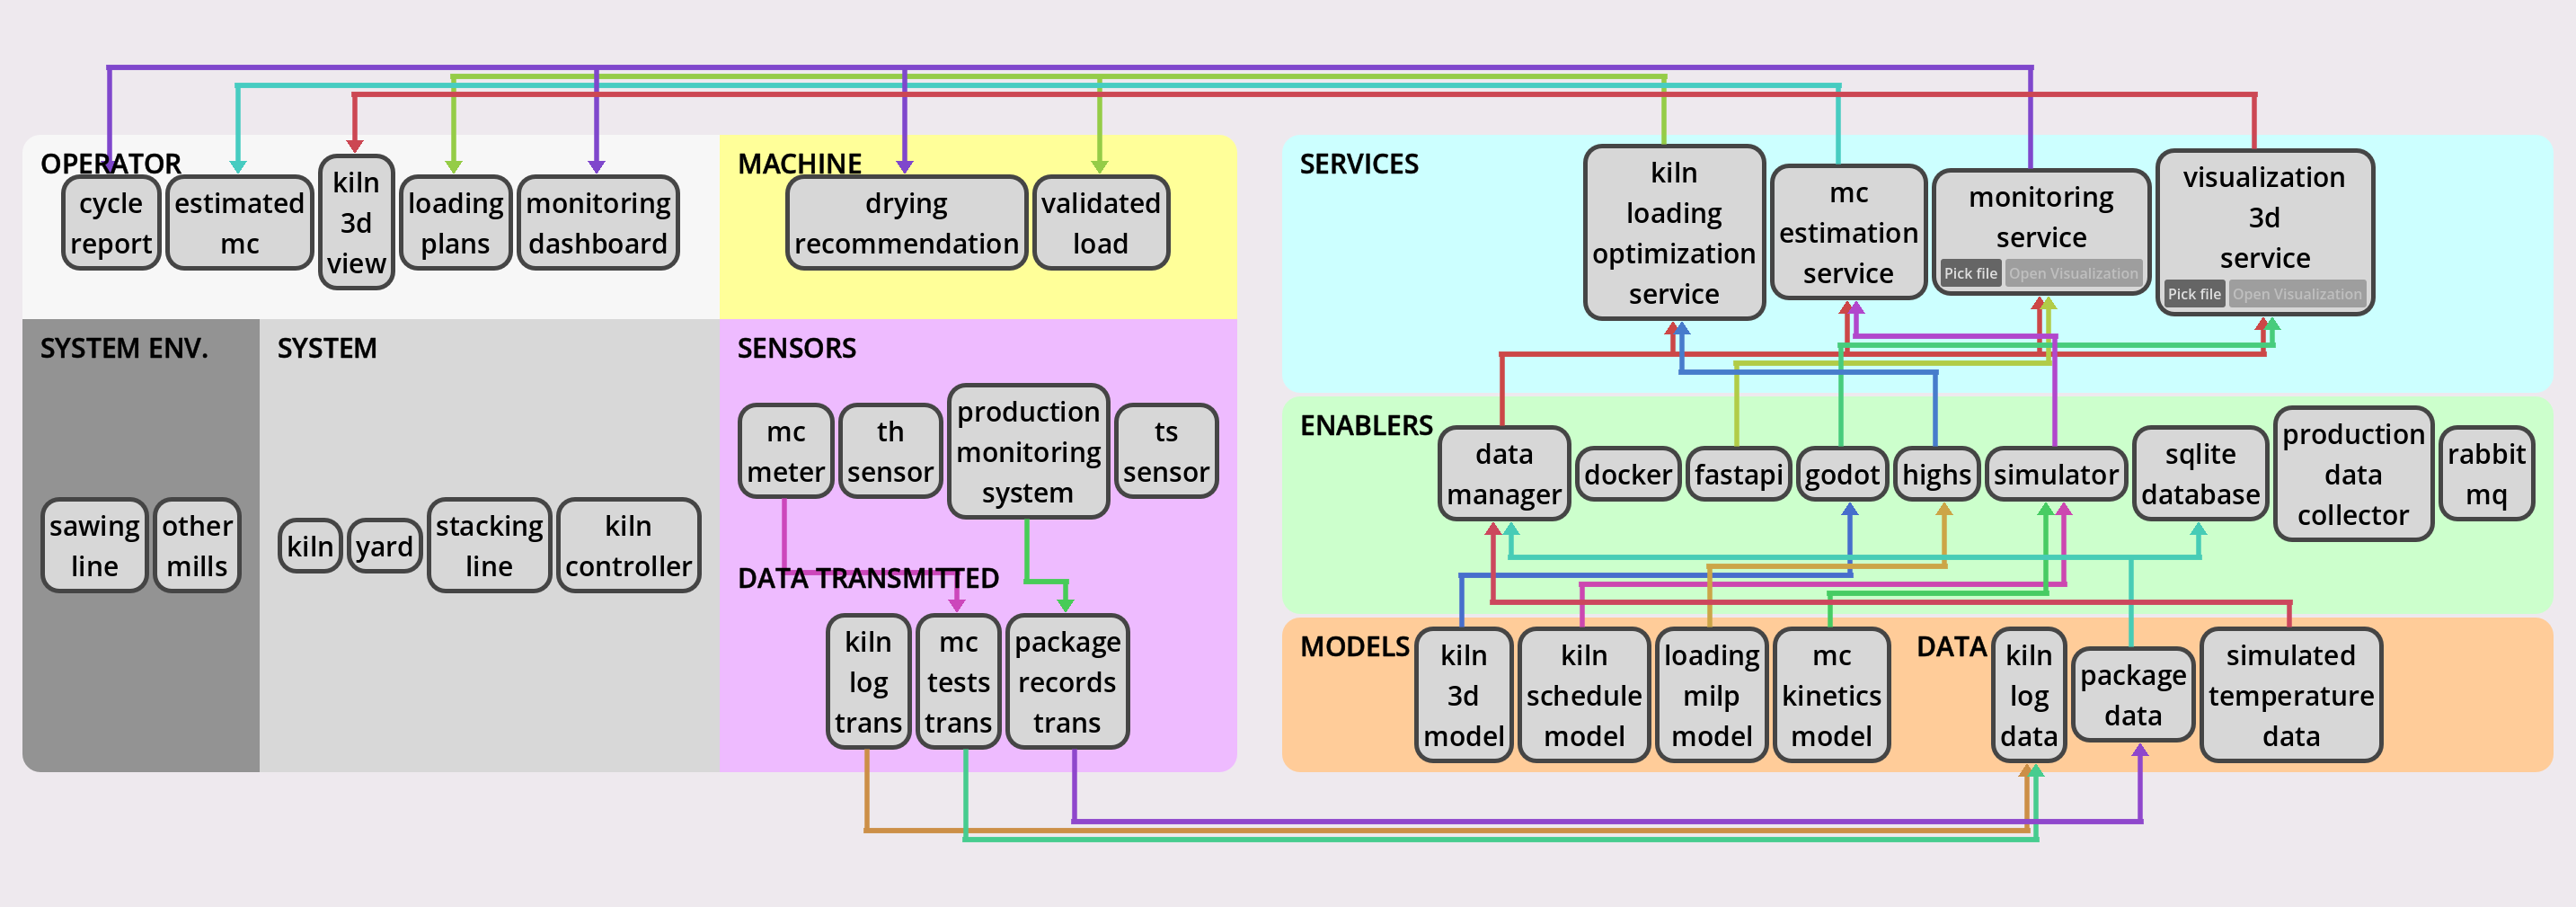 OPERATOR
cycle
report
estimated
mc
kiln
3d
view
loading
plans
monitoring
dashboard
MACHINE
drying
recommendation
validated
load
SYSTEM ENV.
sawing
line
other
mills
SYSTEM
kiln
yard
stacking
line
kiln
controller
SENSORS
mc
meter
th
sensor
production
monitoring
system
ts
sensor
DATA TRANSMITTED
kiln
log
trans
mc
tests
trans
package
records
trans
SERVICES
kiln
loading
optimization
service
mc
estimation
service
monitoring
service
Pick file
Open Visualization
visualization
3d
service
Pick file
Open Visualization
ENABLERS
data
manager
docker
fastapi
godot
highs
simulator
sqlite
database
production
data
collector
rabbit
mq
MODELS
kiln
3d
model
kiln
schedule
model
loading
milp
model
mc
kinetics
model
DATA
kiln
log
data
package
data
simulated
temperature
data